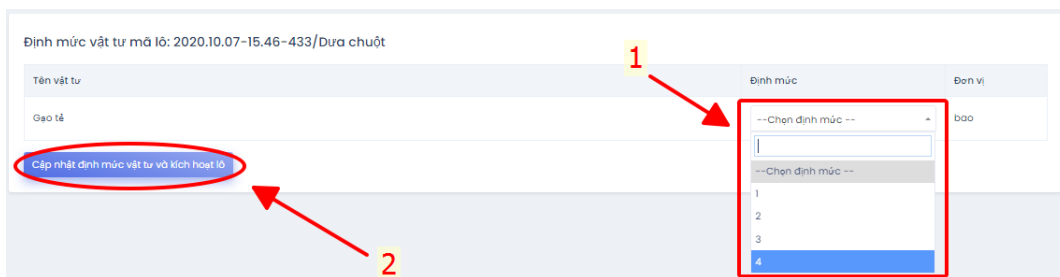 Định mức vật tư mã lô: 2020.10.07-15.46-433/Dưa chuột
1
Tên vật tư Định mức Đơn vị
Gạo tẻ --Chọn định mức -- bao
Cập nhật định mức vật tư và kích hoạt lô
--Chọn định mức --
1
2
3
4
2